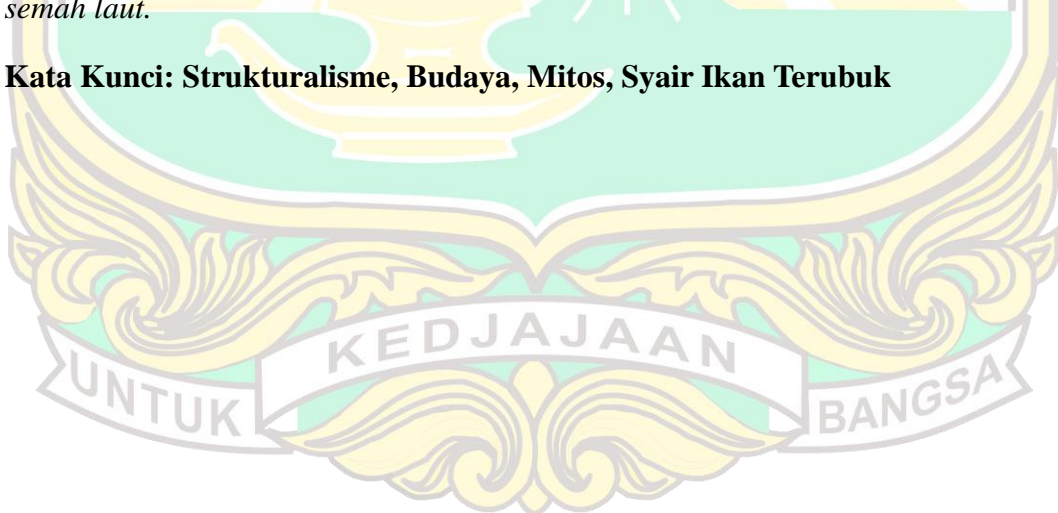 semah laut.
Kata Kunci: Strukturalisme, Budaya, Mitos, Syair Ikan Terubuk
UNTUK KEDJAJAAN BANGSA